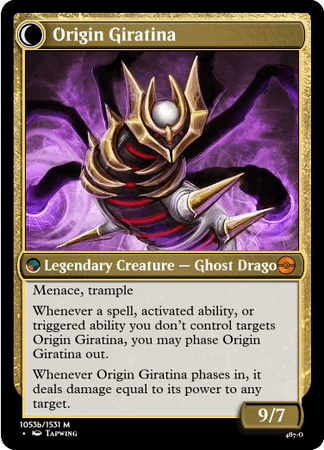 Origin Giratina
Legendary Creature — Ghost Drago
Menace, trample
Whenever a spell, activated ability, or
triggered ability you don't control targets
Origin Giratina, you may phase Origin
Giratina out.
Whenever Origin Giratina phases in, it
deals damage equal to its power to any
target.
9/7
1053b/1531 M
• Tapwing
487-O